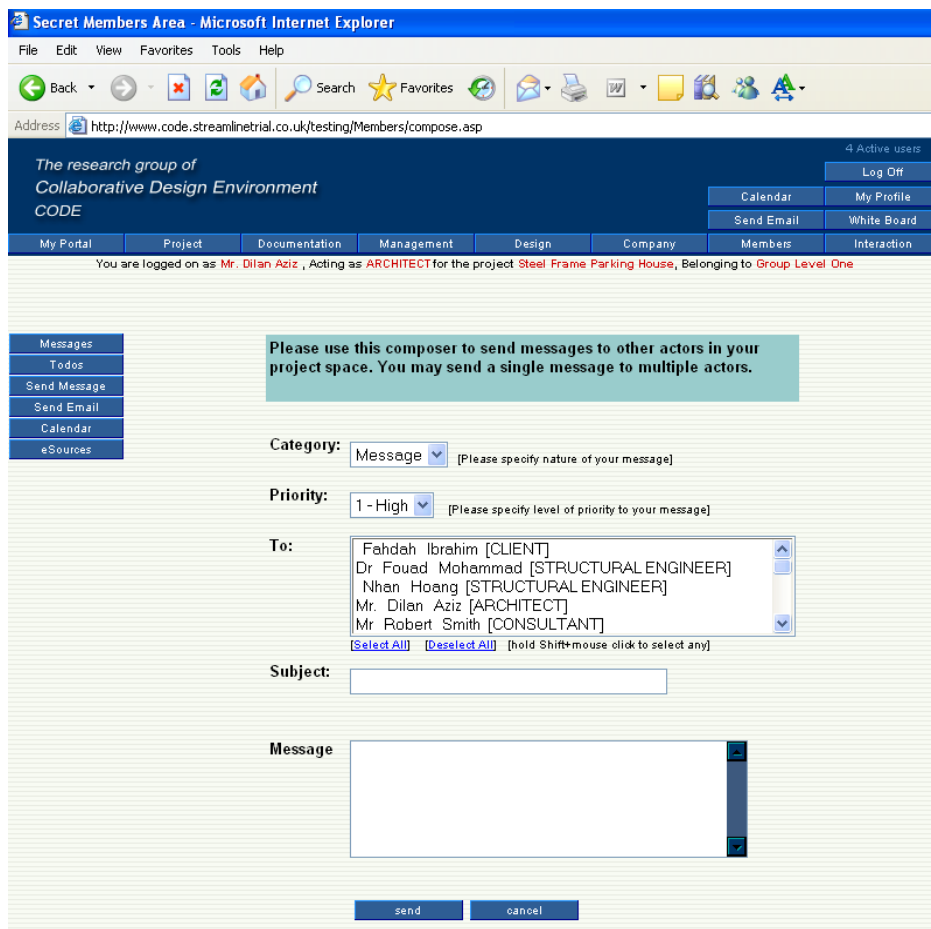 Secret Members Area - Microsoft Internet Explorer
File Edit View Favorites Tools Help
Back Search Favorites
Address http://www.code.streamlinetrial.co.uk/testing/Members/compose.asp
4 Active users
The research group of
Collaborative Design Environment
CODE
Log Off
Calendar My Profile
Send Email White Board
My Portal Project Documentation Management Design Company Members Interaction
You are logged on as Mr. Dilan Aziz , Acting as ARCHITECT for the project Steel Frame Parking House, Belonging to Group Level One
Messages
Todos
Send Message
Send Email
Calendar
eSources
Please use this composer to send messages to other actors in your
project space. You may send a single message to multiple actors.
Category: Message [Please specify nature of your message]
Priority: 1 - High [Please specify level of priority to your message]
To: Fahdah Ibrahim [CLIENT]
Dr Fouad Mohammad [STRUCTURAL ENGINEER]
Nhan Hoang [STRUCTURAL ENGINEER]
Mr. Dilan Aziz [ARCHITECT]
Mr Robert Smith [CONSULTANT]
[Select All] [Deselect All] [hold Shift+mouse click to select any]
Subject:
Message
send cancel